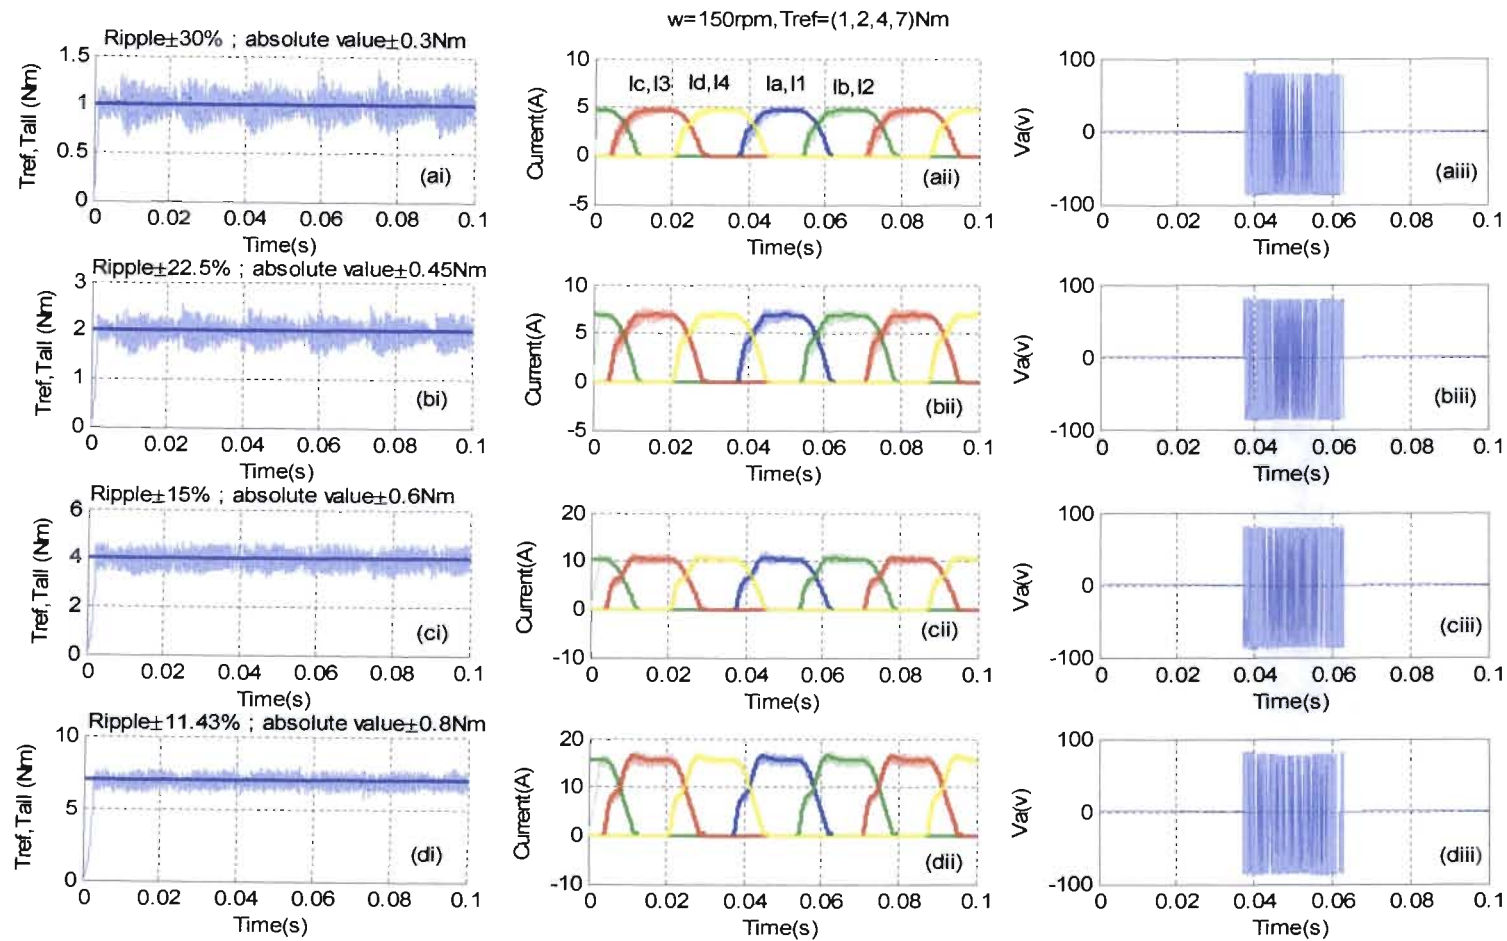 w=150rpm,Tref=(1,2,4,7)Nm
Ripple±30% ; absolute value±0.3Nm
Tref,Tall (Nm)
1.5
1
0.5
0
0 0.02 0.04 0.06 0.08 0.1
Time(s)
(ai)
Current(A)
10
5
0
-5
Ic,I3 Id,I4 Ia,I1 Ib,I2
0 0.02 0.04 0.06 0.08 0.1
Time(s)
(aii)
Va(v)
100
0
-100
0 0.02 0.04 0.06 0.08 0.1
Time(s)
(aiii)
Ripple±22.5% ; absolute value±0.45Nm
Tref,Tall (Nm)
3
2
1
0
0 0.02 0.04 0.06 0.08 0.1
Time(s)
(bi)
Current(A)
10
5
0
-5
0 0.02 0.04 0.06 0.08 0.1
Time(s)
(bii)
Va(v)
100
0
-100
0 0.02 0.04 0.06 0.08 0.1
Time(s)
(biii)
Ripple±15% ; absolute value±0.6Nm
Tref,Tall (Nm)
6
4
2
0
0 0.02 0.04 0.06 0.08 0.1
Time(s)
(ci)
Current(A)
20
10
0
-10
0 0.02 0.04 0.06 0.08 0.1
Time(s)
(cii)
Va(v)
100
0
-100
0 0.02 0.04 0.06 0.08 0.1
Time(s)
(ciii)
Ripple±11.43% ; absolute value±0.8Nm
Tref,Tall (Nm)
10
5
0
0 0.02 0.04 0.06 0.08 0.1
Time(s)
(di)
Current(A)
20
10
0
-10
0 0.02 0.04 0.06 0.08 0.1
Time(s)
(dii)
Va(v)
100
0
-100
0 0.02 0.04 0.06 0.08 0.1
Time(s)
(diii)